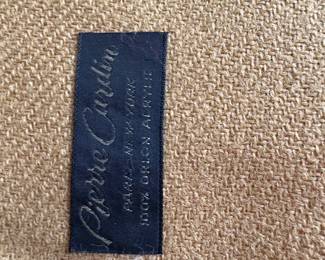 Pierre Cardin
PARIS NEW YORK
100% ORLON ACRYLIC